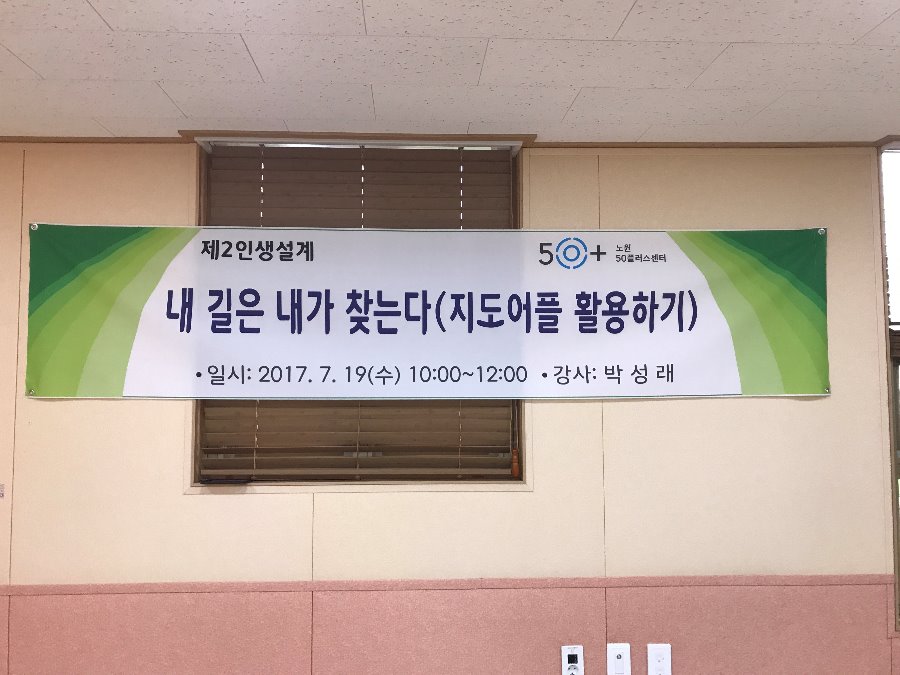 제2인생설계
50+ 노원
50플러스센터
내 길은 내가 찾는다(지도어플 활용하기)
• 일시: 2017. 7. 19(수) 10:00~12:00 • 강사: 박 성 래